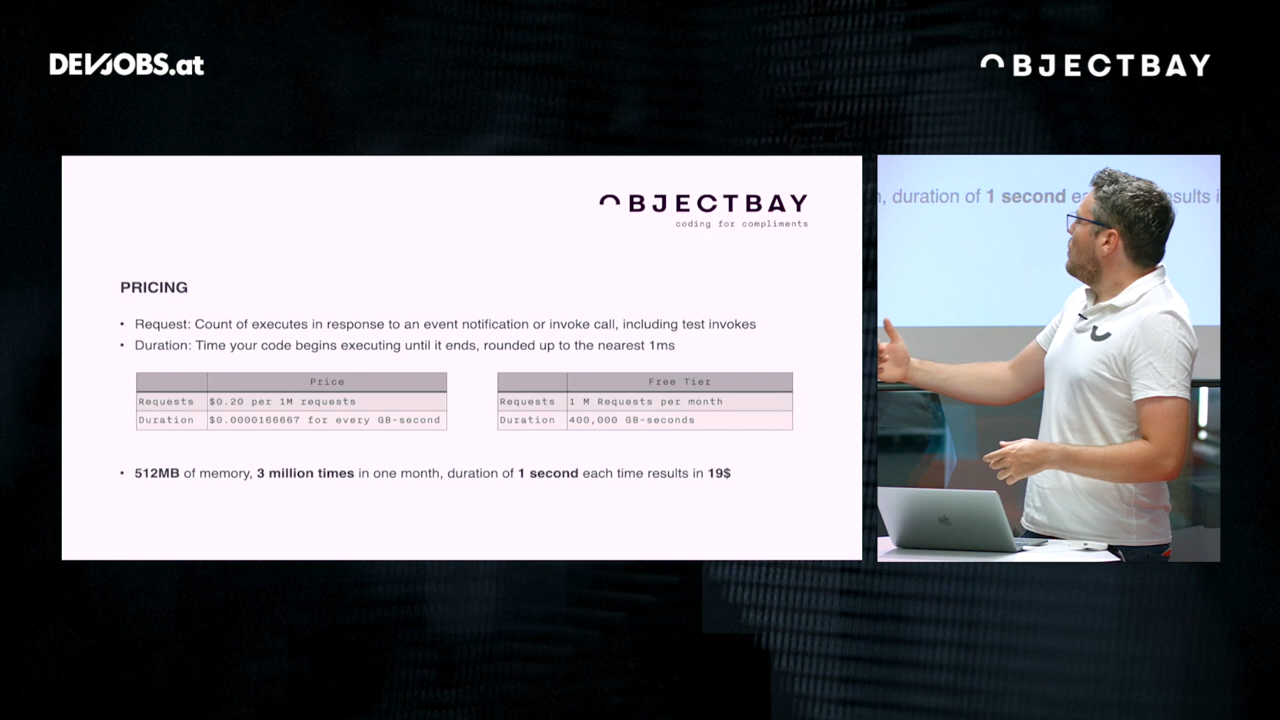 DEVJOBS.at
OBJECTBAY
OBJECTBAY
coding for compliments
PRICING
• Request: Count of executes in response to an event notification or invoke call, including test invokes
• Duration: Time your code begins executing until it ends, rounded up to the nearest 1ms
Price
Requests $0.20 per 1M requests
Duration $0.0000166667 for every GB-second
Free Tier
Requests 1 M Requests per month
Duration 400,000 GB-seconds
• 512MB of memory, 3 million times in one month, duration of 1 second each time results in 19$
, duration of 1 second